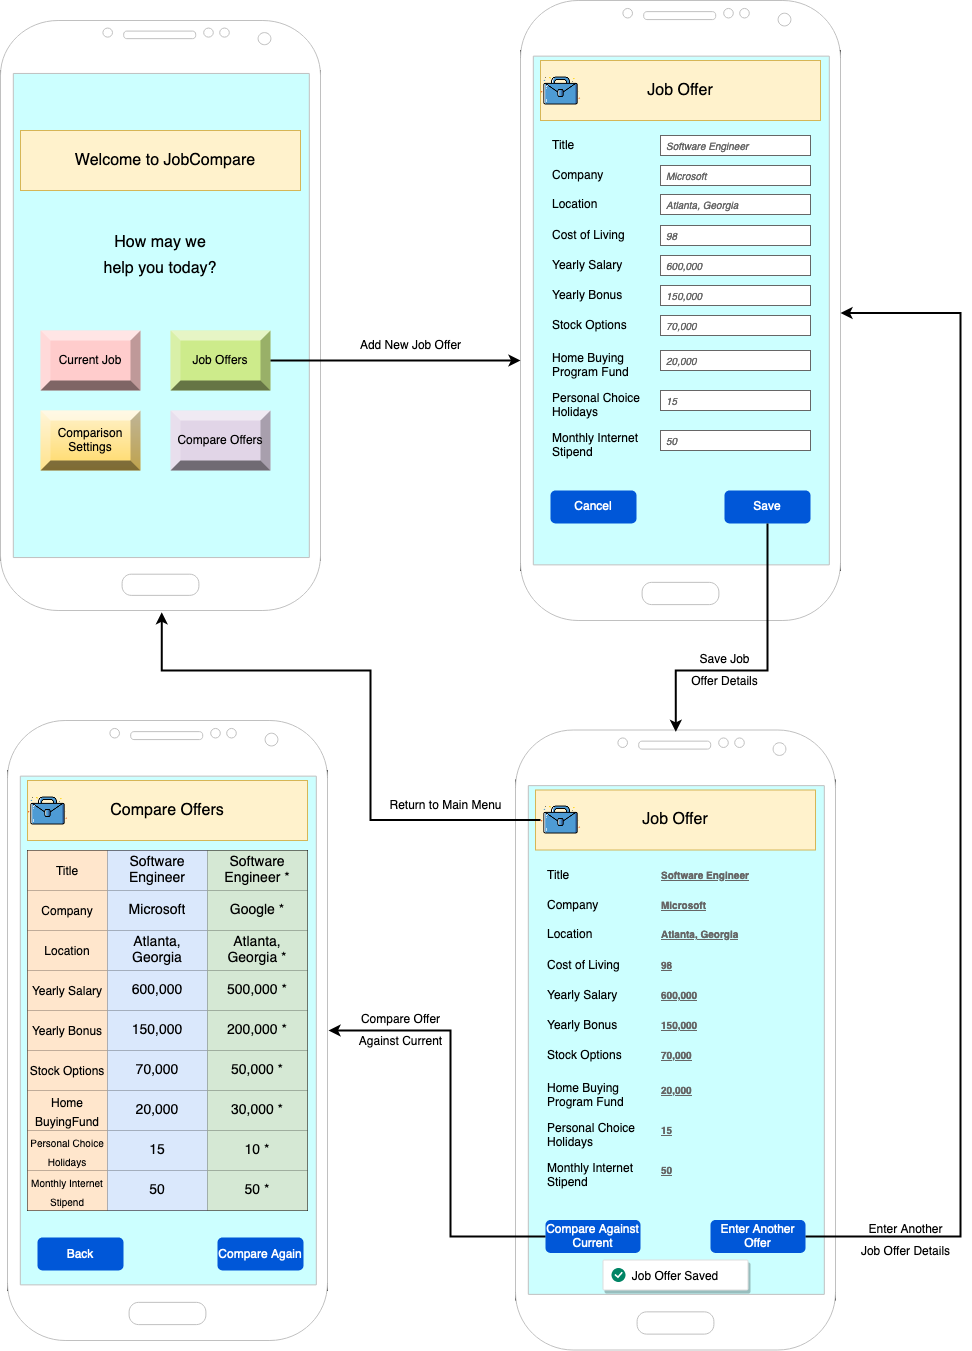 Welcome to JobCompare
How may we
help you today?
Current Job
Job Offers
Comparison
Settings
Compare Offers
Add New Job Offer
Job Offer
Title
Software Engineer
Company
Microsoft
Location
Atlanta, Georgia
Cost of Living
98
Yearly Salary
600,000
Yearly Bonus
150,000
Stock Options
70,000
Home Buying
Program Fund
20,000
Personal Choice
Holidays
15
Monthly Internet
Stipend
50
Cancel
Save
Save Job
Offer Details
Return to Main Menu
Compare Offers
Title
Software
Engineer
Software
Engineer *
Company
Microsoft
Google *
Location
Atlanta,
Georgia
Atlanta,
Georgia *
Yearly Salary
600,000
500,000 *
Yearly Bonus
150,000
200,000 *
Stock Options
70,000
50,000 *
Home
BuyingFund
20,000
30,000 *
Personal Choice
Holidays
15
10 *
Monthly Internet
Stipend
50
50 *
Back
Compare Again
Compare Offer
Against Current
Job Offer
Title
Software Engineer
Company
Microsoft
Location
Atlanta, Georgia
Cost of Living
98
Yearly Salary
600,000
Yearly Bonus
150,000
Stock Options
70,000
Home Buying
Program Fund
20,000
Personal Choice
Holidays
15
Monthly Internet
Stipend
50
Compare Against
Current
Enter Another
Offer
Job Offer Saved
Enter Another
Job Offer Details